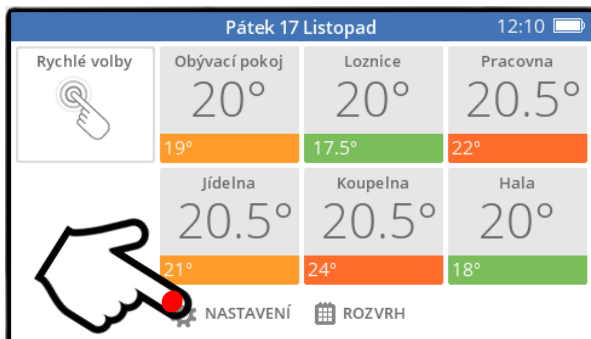 Pátek 17 Listopad 12:10
Rychlé volby
Obývací pokoj
20°
19°
Loznice
20°
17.5°
Pracovna
20.5°
22°
Jídelna
20.5°
21°
Koupelna
20.5°
24°
Hala
20°
18°
NASTAVENÍ
ROZVRH